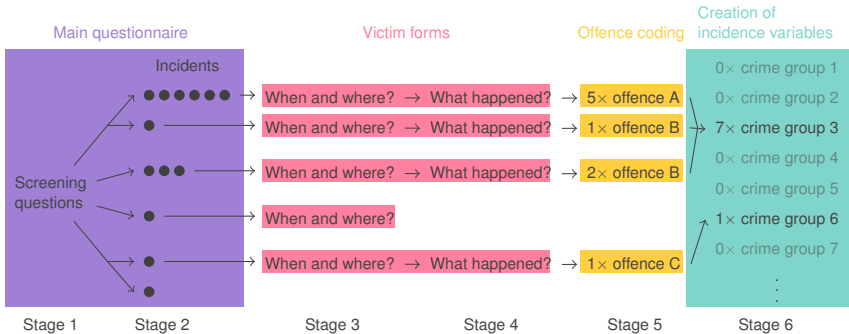 Main questionnaire
Victim forms
Offence coding
Creation of
incidence variables
Incidents
Screening
questions
When and where? → What happened?
5× offence A
When and where? → What happened?
1× offence B
When and where? → What happened?
2× offence B
When and where?
When and where? → What happened?
1× offence C
0× crime group 1
0× crime group 2
7× crime group 3
0× crime group 4
0× crime group 5
1× crime group 6
0× crime group 7
Stage 1
Stage 2
Stage 3
Stage 4
Stage 5
Stage 6